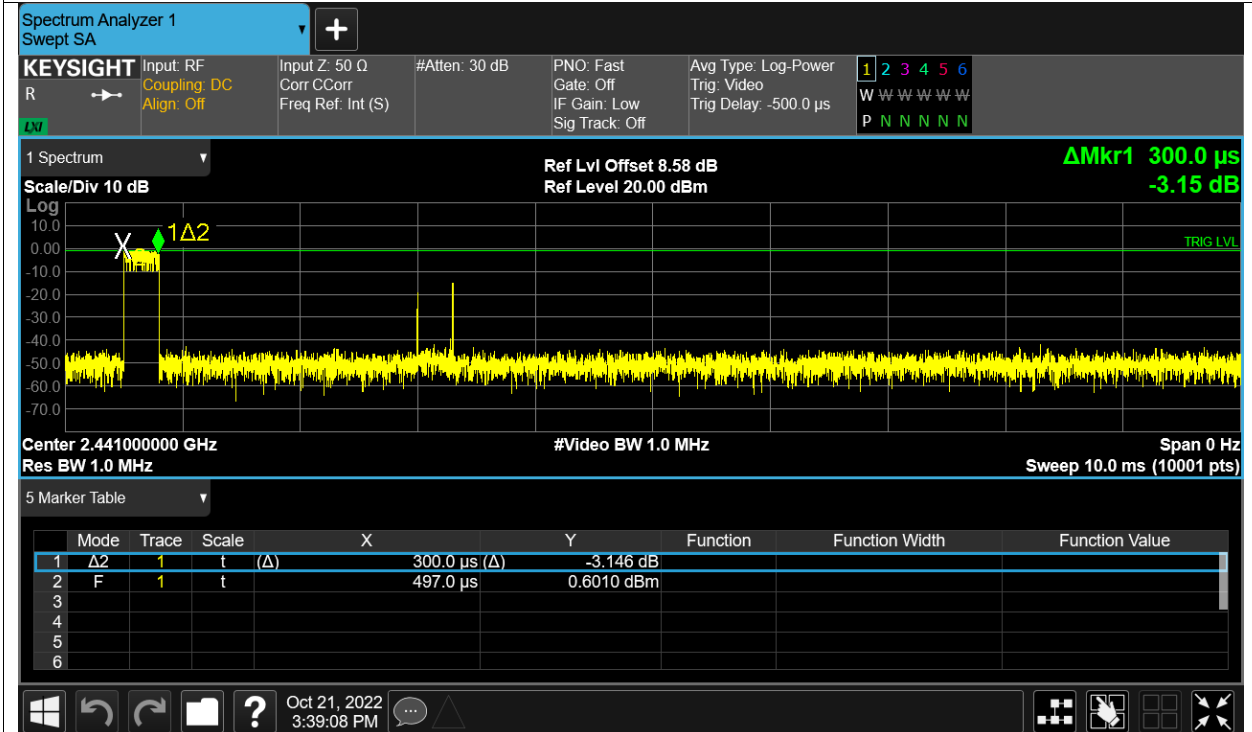 Spectrum Analyzer 1
Swept SA
+
KEYSIGHT Input: RF Input Z: 50 Ω #Atten: 30 dB PNO: Fast Avg Type: Log-Power 1 2 3 4 5 6
R Coupling: DC Corr CCorr Gate: Off Trig: Video W W W W W W
Align: Off Freq Ref: Int (S) IF Gain: Low Trig Delay: -500.0 µs
LXI Sig Track: Off P N N N N N
1 Spectrum Ref Lvl Offset 8.58 dB ΔMkr1 300.0 µs
Scale/Div 10 dB Ref Level 20.00 dBm -3.15 dB
Log
10.0
X 1Δ2
0.00 TRIG LVL
-10.0
-20.0
-30.0
-40.0
-50.0
-60.0
-70.0
Center 2.441000000 GHz #Video BW 1.0 MHz Span 0 Hz
Res BW 1.0 MHz Sweep 10.0 ms (10001 pts)
5 Marker Table
Mode Trace Scale X Y Function Function Width Function Value
1 Δ2 1 t (Δ) 300.0 µs (Δ) -3.146 dB
2 F 1 t 497.0 µs 0.6010 dBm
3
4
5
6
? Oct 21, 2022
3:39:08 PM